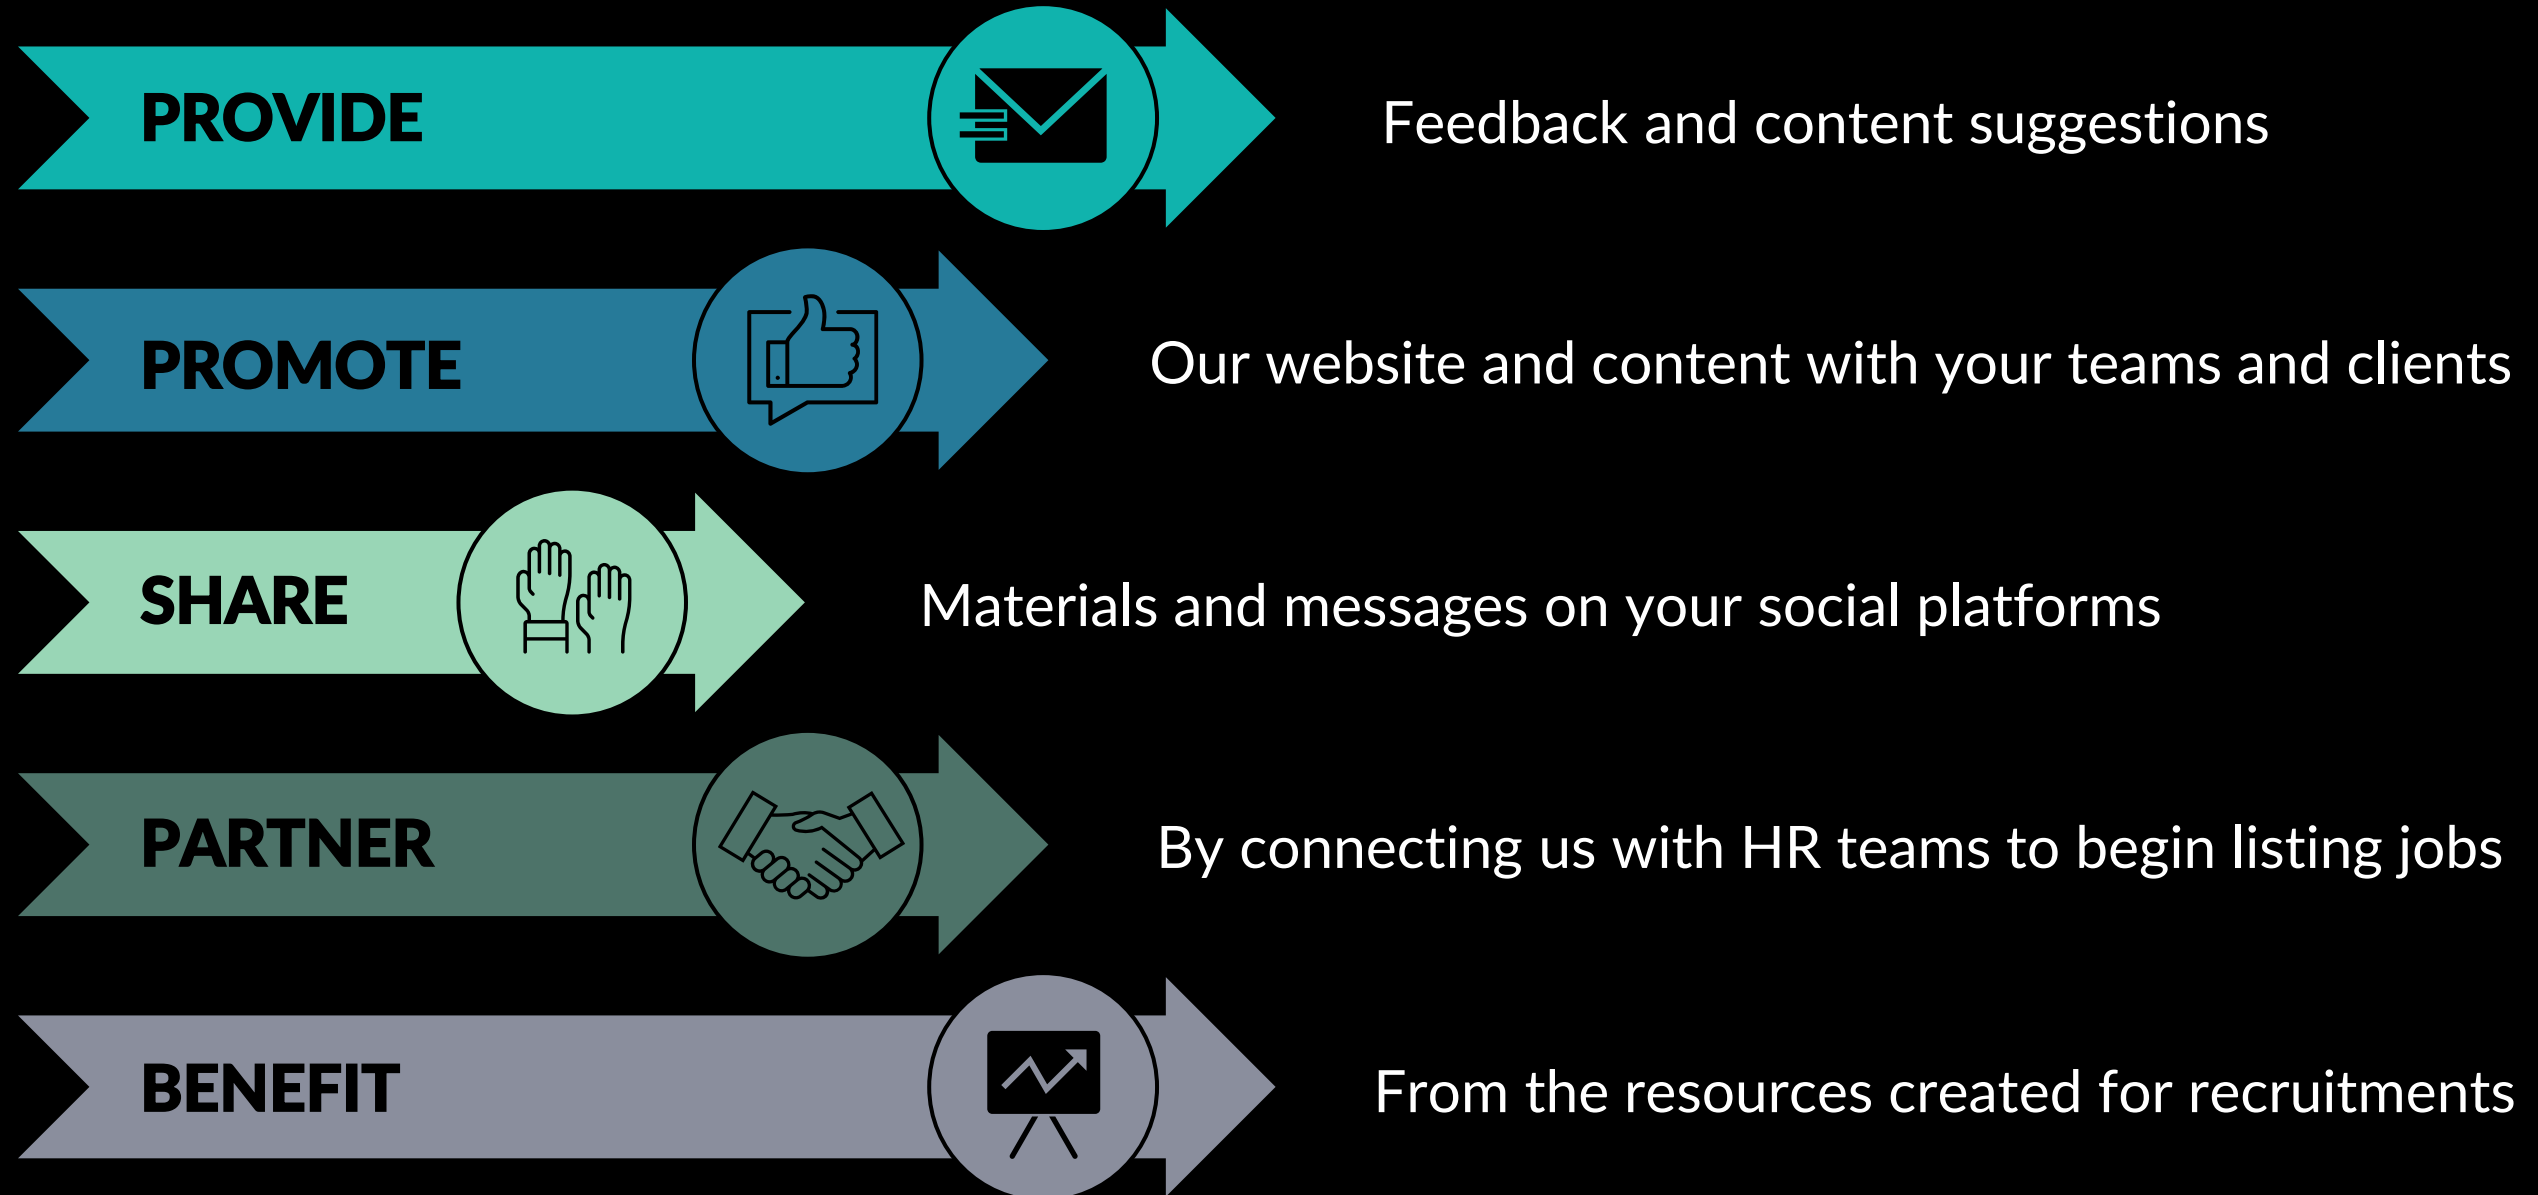 PROVIDE
Feedback and content suggestions
PROMOTE
Our website and content with your teams and clients
SHARE
Materials and messages on your social platforms
PARTNER
By connecting us with HR teams to begin listing jobs
BENEFIT
From the resources created for recruitments